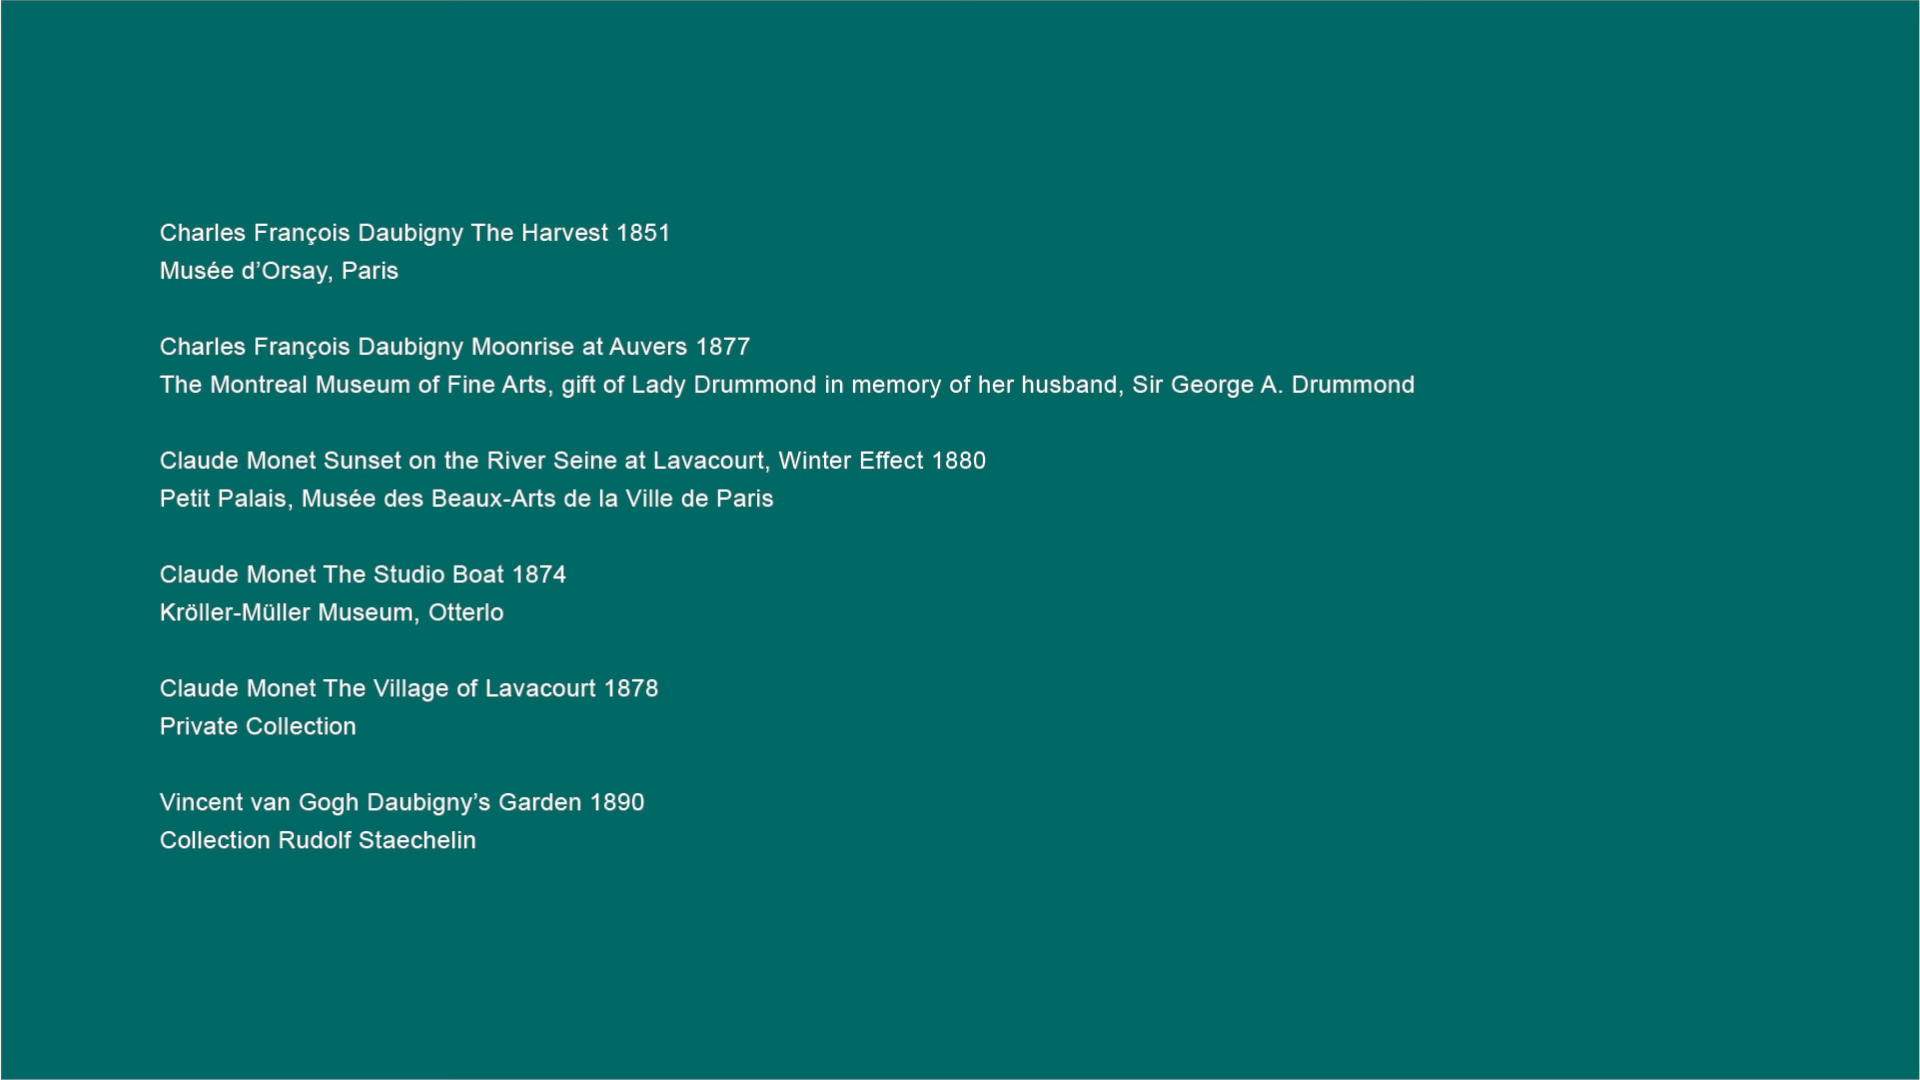 Charles François Daubigny The Harvest 1851
Musée d’Orsay, Paris
Charles François Daubigny Moonrise at Auvers 1877
The Montreal Museum of Fine Arts, gift of Lady Drummond in memory of her husband, Sir George A. Drummond
Claude Monet Sunset on the River Seine at Lavacourt, Winter Effect 1880
Petit Palais, Musée des Beaux-Arts de la Ville de Paris
Claude Monet The Studio Boat 1874
Kröller-Müller Museum, Otterlo
Claude Monet The Village of Lavacourt 1878
Private Collection
Vincent van Gogh Daubigny’s Garden 1890
Collection Rudolf Staechelin